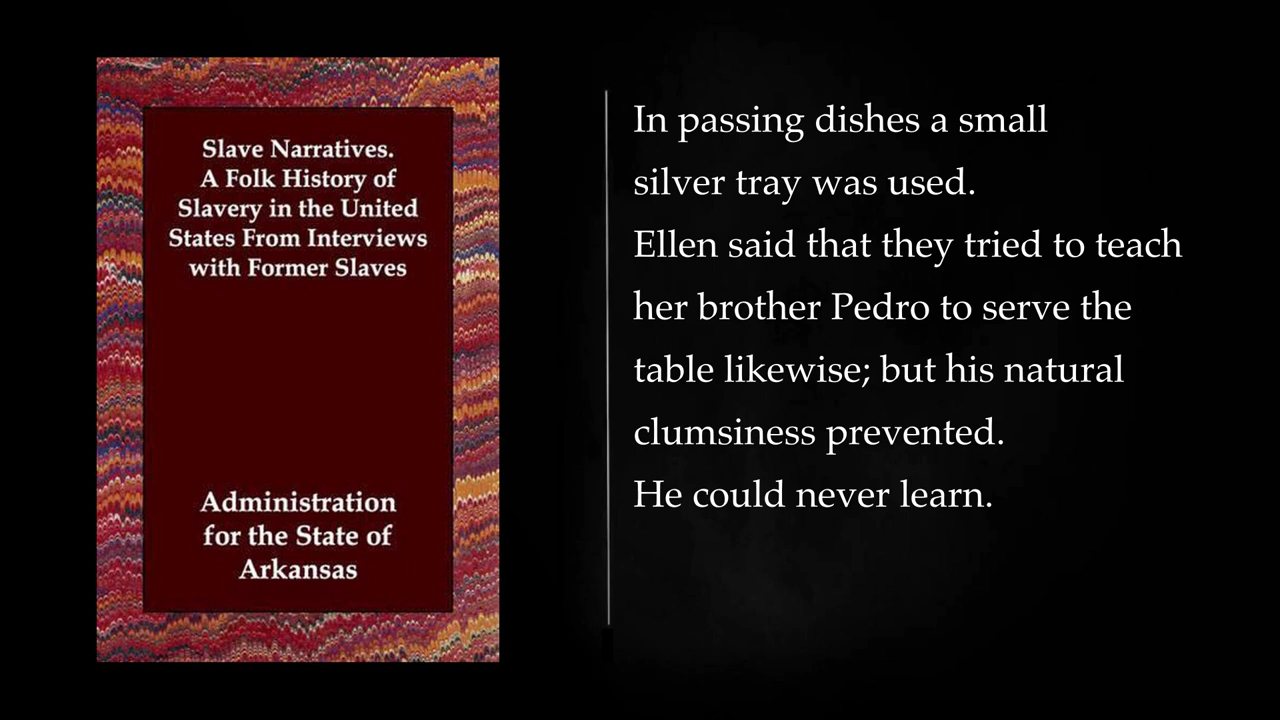 Slave Narratives.
A Folk History of
Slavery in the United
States From Interviews
with Former Slaves
Administration
for the State of
Arkansas
In passing dishes a small
silver tray was used.
Ellen said that they tried to teach
her brother Pedro to serve the
table likewise; but his natural
clumsiness prevented.
He could never learn.